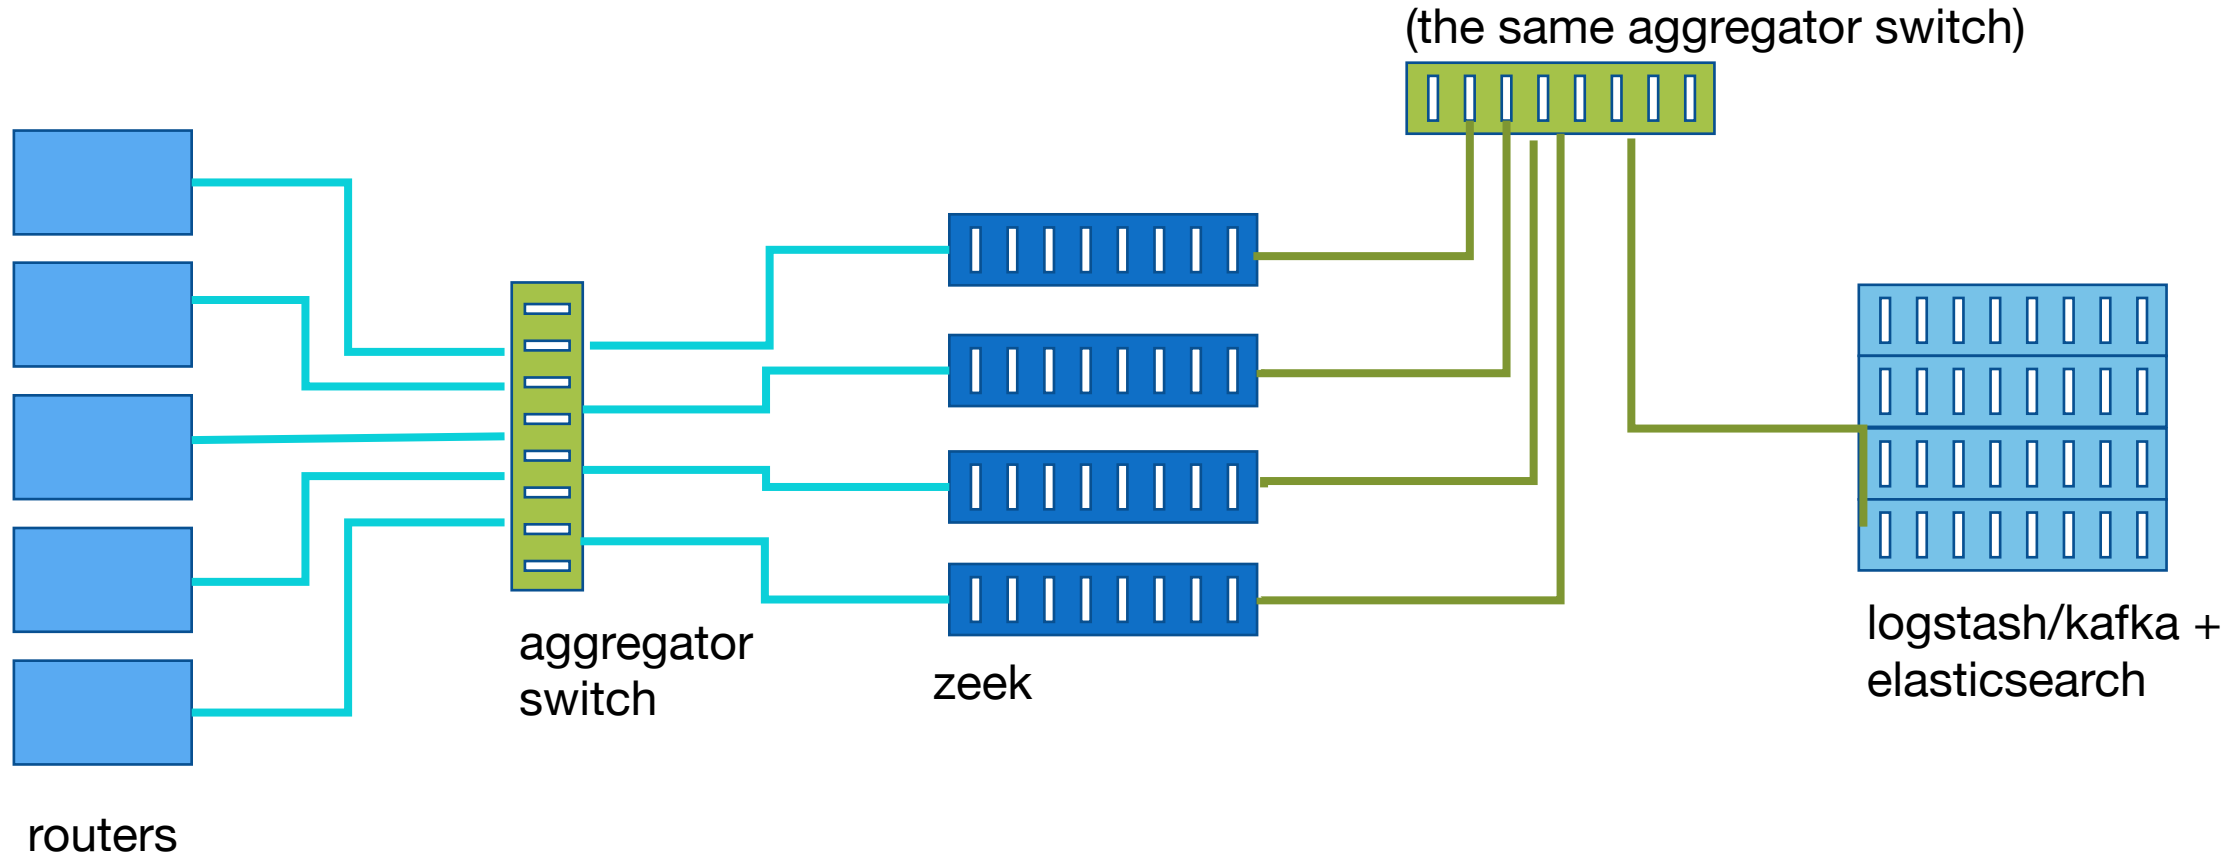 (the same aggregator switch)
aggregator
switch
zeek
logstash/kafka +
elasticsearch
routers